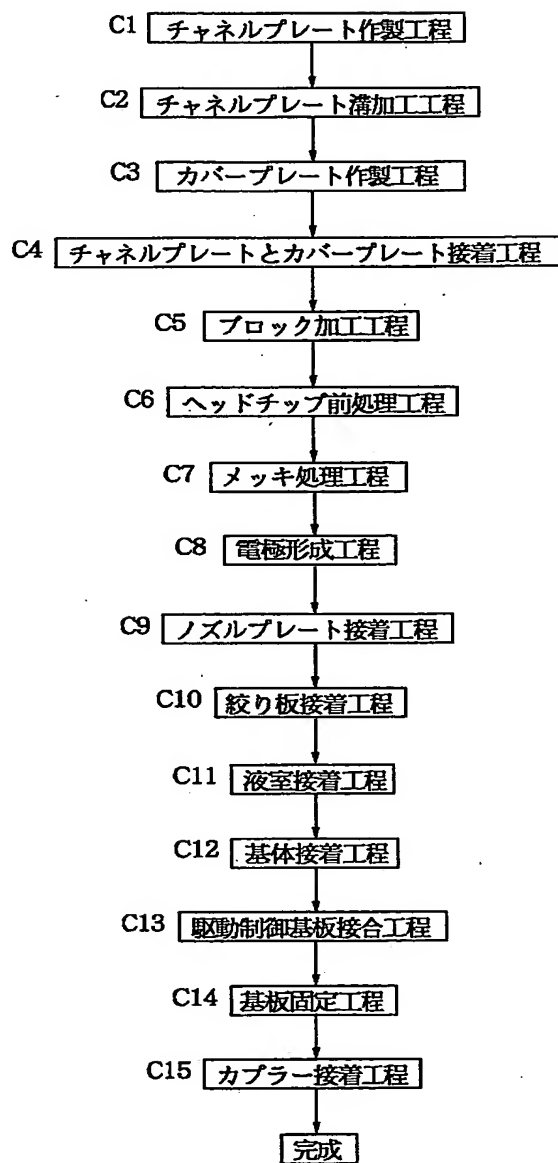 C1 チャネルプレート作製工程
C2 チャネルプレート溝加工工程
C3 カバープレート作製工程
C4 チャネルプレートとカバープレート接着工程
C5 ブロック加工工程
C6 ヘッドチップ前処理工程
C7 メッキ処理工程
C8 電極形成工程
C9 ノズルプレート接着工程
C10 絞り板接着工程
C11 液室接着工程
C12 基体接着工程
C13 駆動制御基板接合工程
C14 基板固定工程
C15 カプラー接着工程
完成